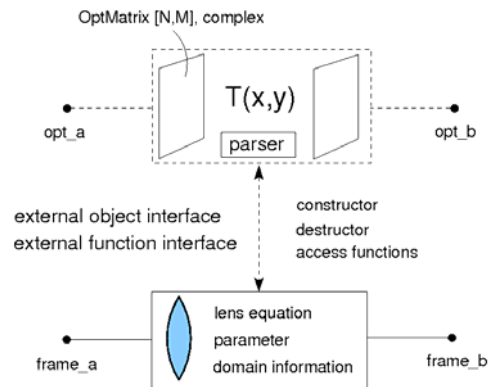 OptMatrix [N,M], complex
T(x,y)
parser
opt_a
opt_b
external object interface
external function interface
constructor
destructor
access functions
lens equation
parameter
domain information
frame_a
frame_b